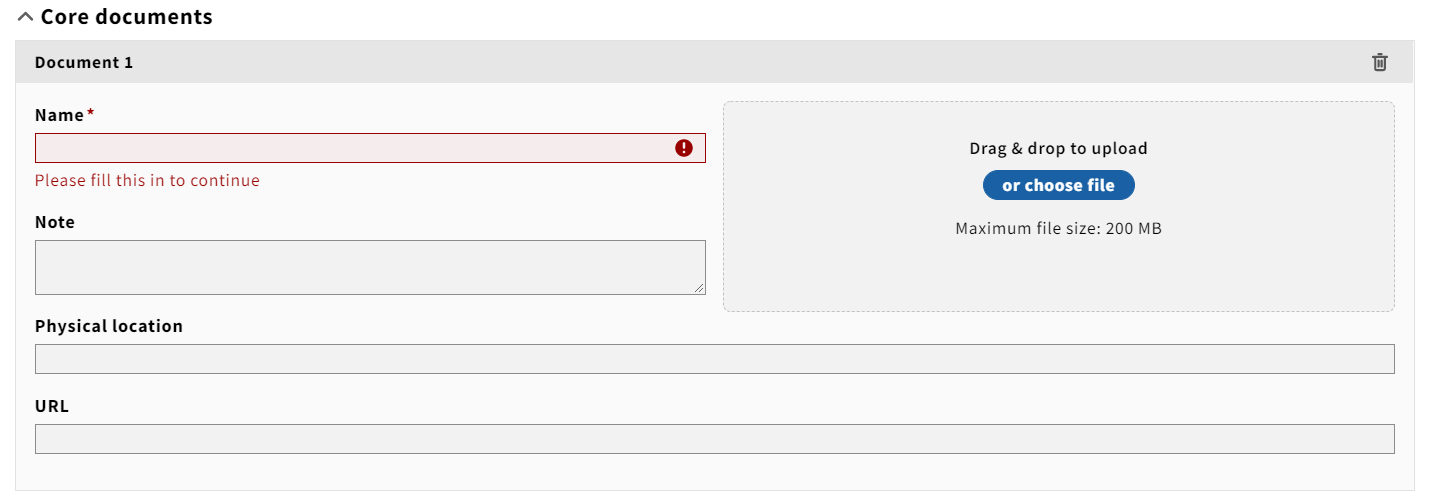 Core documents
Document 1
Name*
Please fill this in to continue
Note
Drag & drop to upload
or choose file
Maximum file size: 200 MB
Physical location
URL